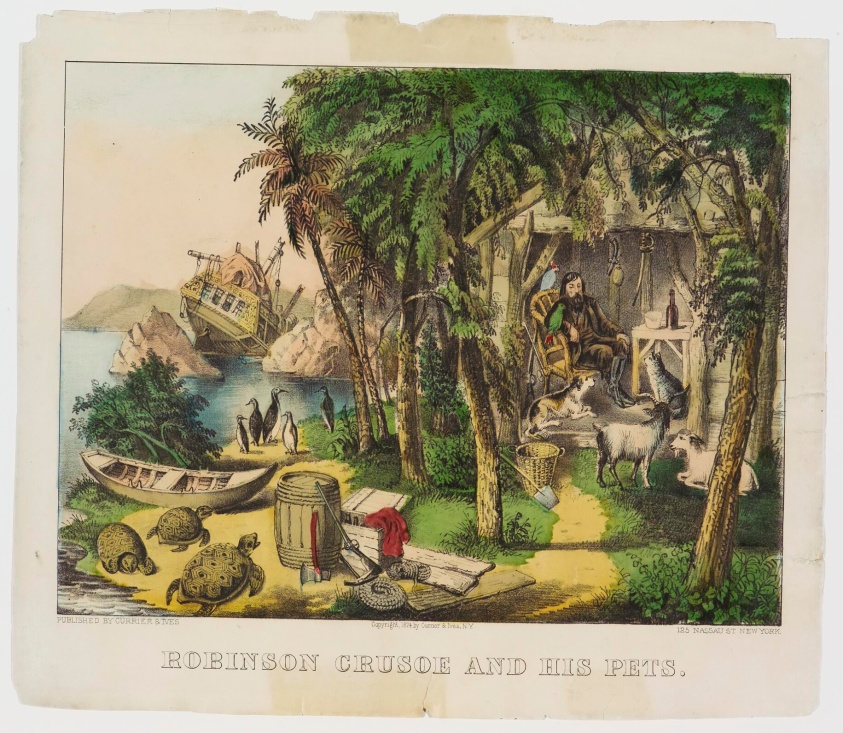 PUBLISHED BY CURRIER & IVES
Copyright, 1874 by Currier & Ives, N.Y.
125 NASSAU ST. NEW YORK
ROBINSON CRUSOE AND HIS PETS.